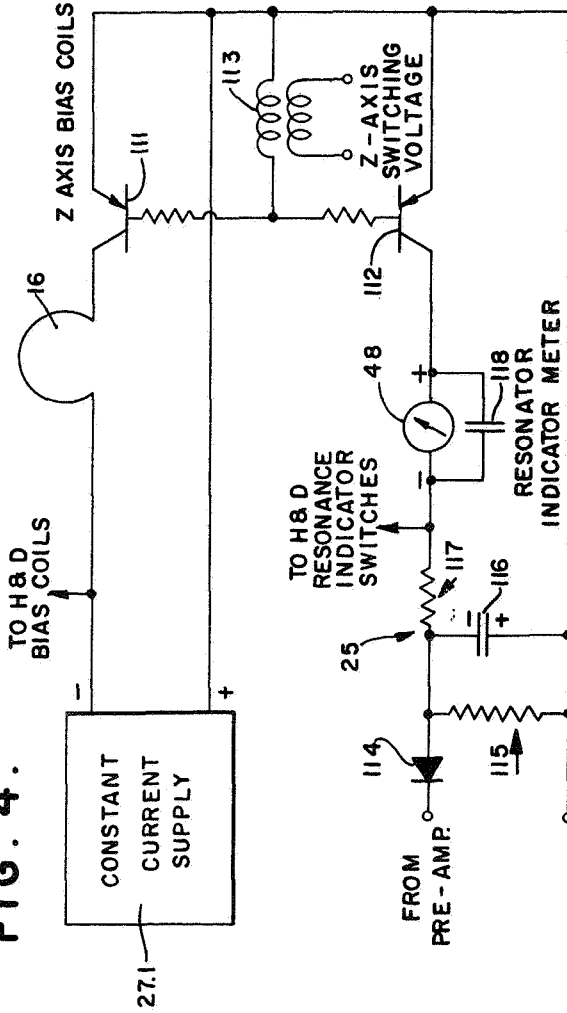 FIG. 4.
Z AXIS BIAS COILS
TO H & D
BIAS COILS
16
111
113
Z-AXIS
SWITCHING
VOLTAGE
−
+
CONSTANT
CURRENT
SUPPLY
27.1
112
TO H & D
RESONANCE
INDICATOR
SWITCHES
48
−
+
118
RESONATOR
INDICATOR METER
25
117
116
−
+
114
115
FROM
PRE-AMP.